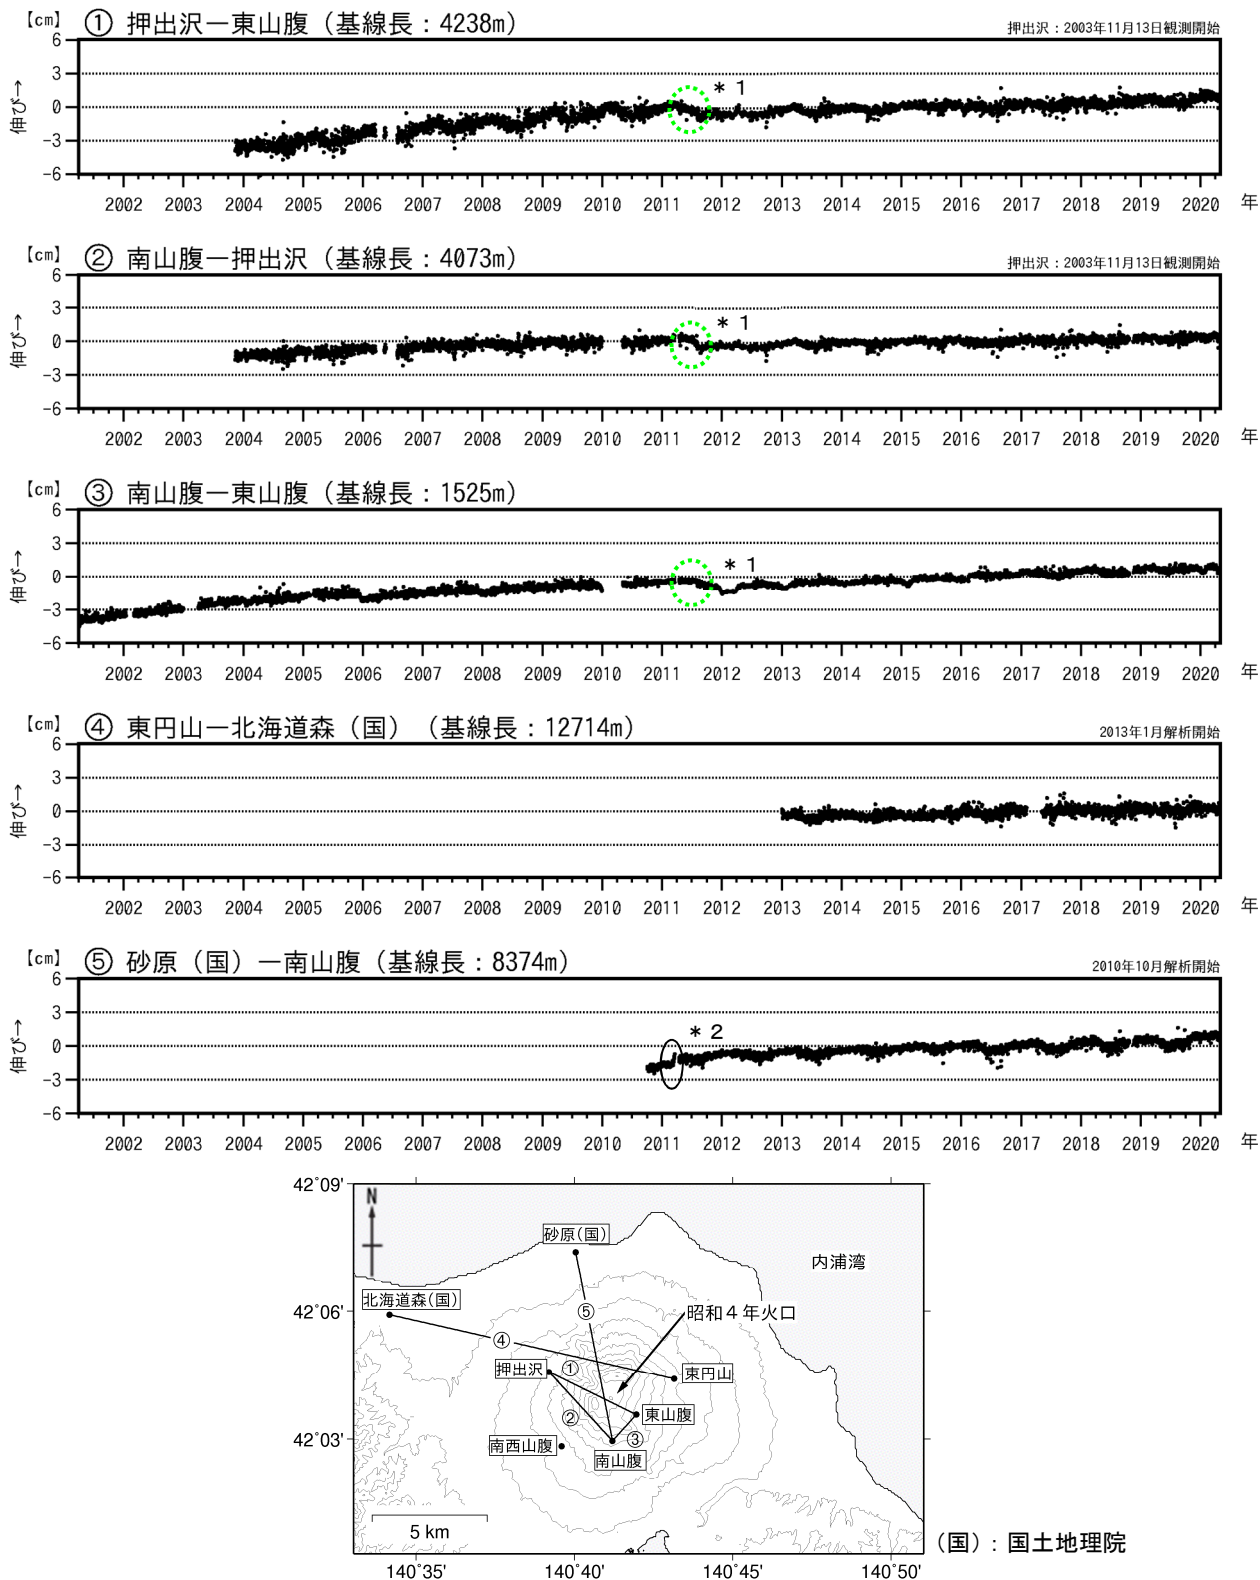 【cm】 ① 押出沢－東山腹（基線長：4238m） 押出沢：2003年11月13日観測開始
6
3
0
-3
-6
伸び→
＊１
2002 2003 2004 2005 2006 2007 2008 2009 2010 2011 2012 2013 2014 2015 2016 2017 2018 2019 2020 年
【cm】 ② 南山腹－押出沢（基線長：4073m） 押出沢：2003年11月13日観測開始
6
3
0
-3
-6
伸び→
＊１
2002 2003 2004 2005 2006 2007 2008 2009 2010 2011 2012 2013 2014 2015 2016 2017 2018 2019 2020 年
【cm】 ③ 南山腹－東山腹（基線長：1525m）
6
3
0
-3
-6
伸び→
＊１
2002 2003 2004 2005 2006 2007 2008 2009 2010 2011 2012 2013 2014 2015 2016 2017 2018 2019 2020 年
【cm】 ④ 東円山－北海道森（国）（基線長：12714m） 2013年1月解析開始
6
3
0
-3
-6
伸び→
2002 2003 2004 2005 2006 2007 2008 2009 2010 2011 2012 2013 2014 2015 2016 2017 2018 2019 2020 年
【cm】 ⑤ 砂原（国）－南山腹（基線長：8374m） 2010年10月解析開始
6
3
0
-3
-6
伸び→
＊２
2002 2003 2004 2005 2006 2007 2008 2009 2010 2011 2012 2013 2014 2015 2016 2017 2018 2019 2020 年
42°09'
N
砂原(国)
内浦湾
北海道森(国)
42°06'
⑤
昭和４年火口
④
押出沢
①
東円山
東山腹
②
42°03'
南西山腹
③
南山腹
5 km
（国）：国土地理院
140°35' 140°40' 140°45' 140°50'